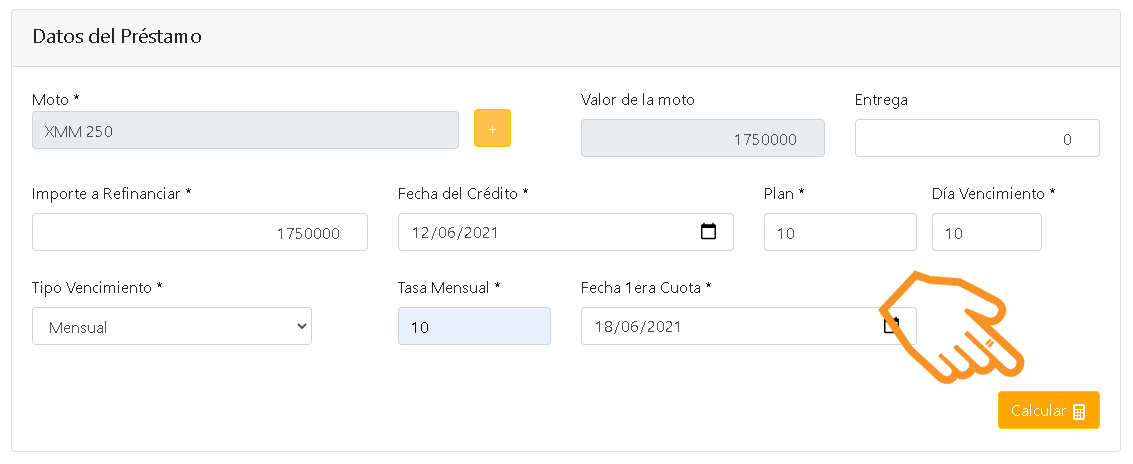 Datos del Préstamo
Moto * Valor de la moto Entrega
XMM 250 + 1750000 0
Importe a Refinanciar * Fecha del Crédito * Plan * Día Vencimiento *
1750000 12/06/2021 10 10
Tipo Vencimiento * Tasa Mensual * Fecha 1era Cuota *
Mensual 10 18/06/2021
Calcular